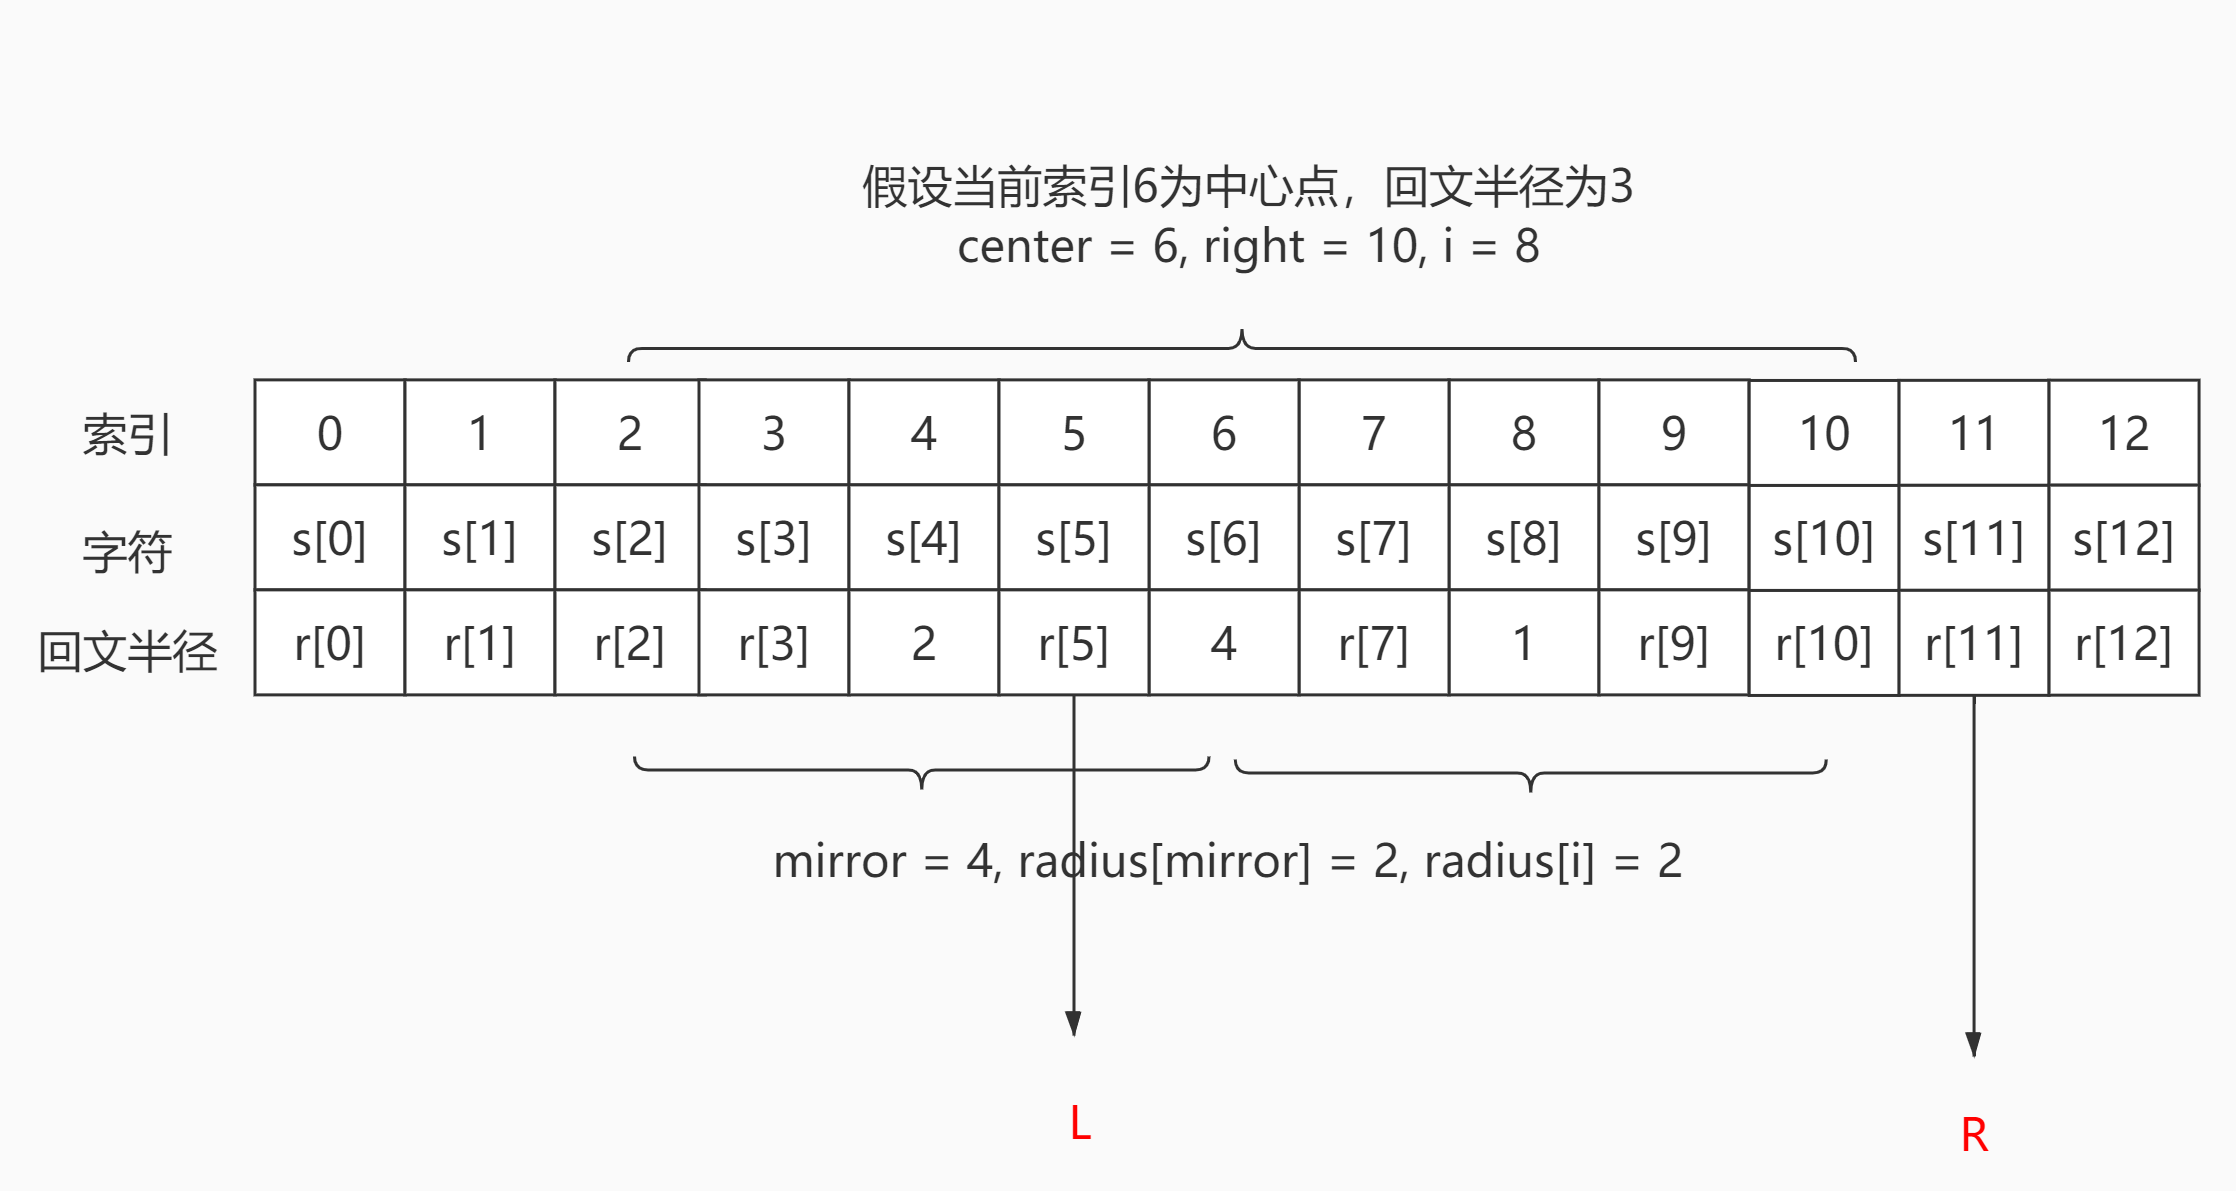 假设当前索引6为中心点，回文半径为3
center = 6, right = 10, i = 8
索引 0 1 2 3 4 5 6 7 8 9 10 11 12
字符 s[0] s[1] s[2] s[3] s[4] s[5] s[6] s[7] s[8] s[9] s[10] s[11] s[12]
回文半径 r[0] r[1] r[2] r[3] 2 r[5] 4 r[7] 1 r[9] r[10] r[11] r[12]
mirror = 4, radius[mirror] = 2, radius[i] = 2
L
R